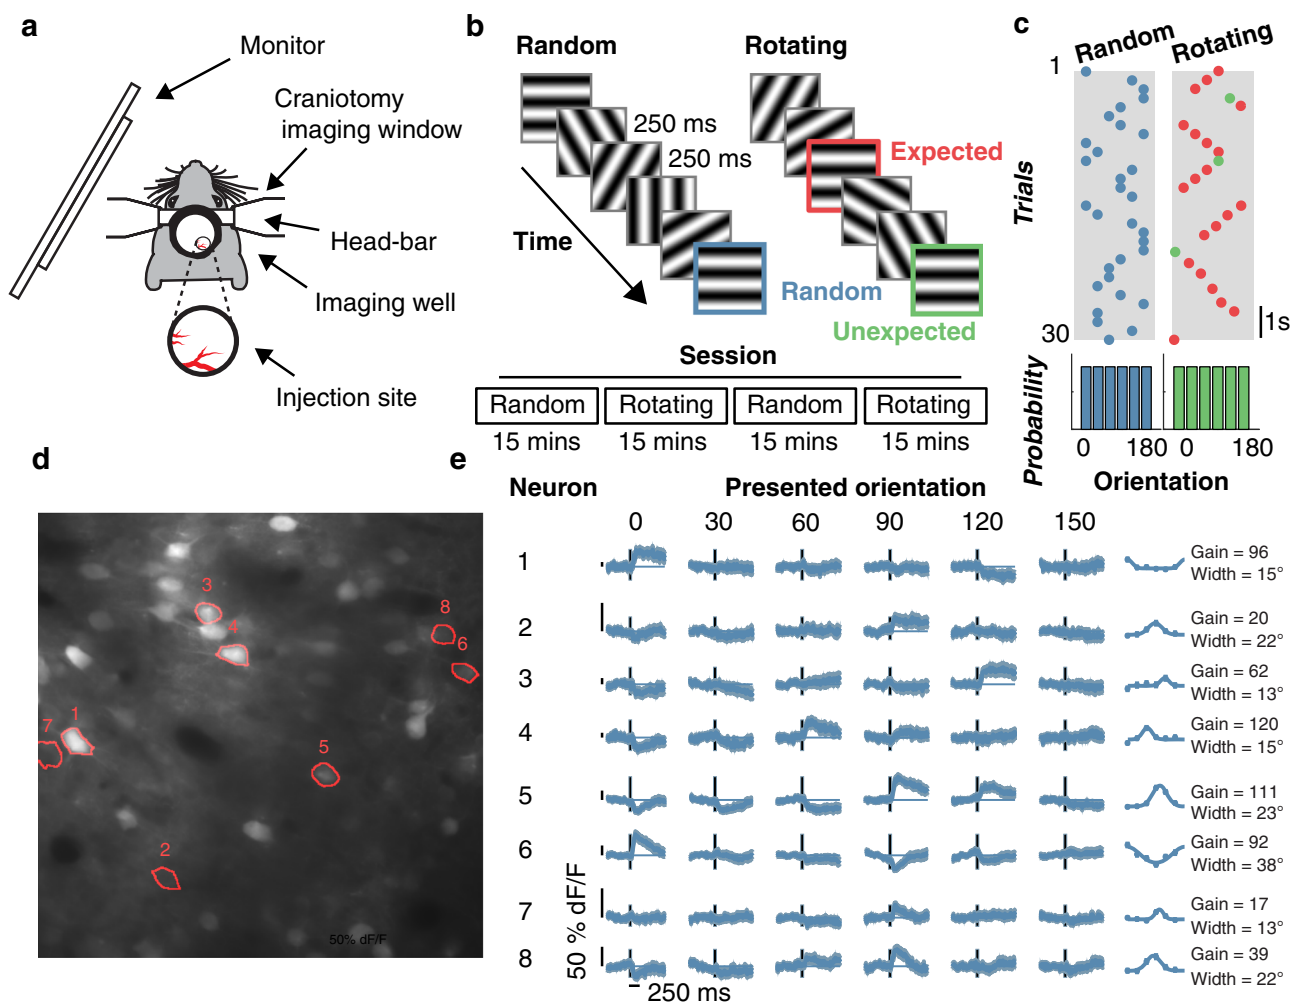 a
Monitor
Craniotomy
imaging window
Head-bar
Imaging well
Injection site
b
Random
Rotating
250 ms
250 ms
Expected
Time
Random
Unexpected
Session
Random
Rotating
Random
Rotating
15 mins
15 mins
15 mins
15 mins
c
Random
Rotating
1
Trials
30
1s
Probability
0
180
0
180
Orientation
d
3
4
8
6
1
7
5
2
50% dF/F
e
Neuron
Presented orientation
0
30
60
90
120
150
1
Gain = 96
Width = 15°
2
Gain = 20
Width = 22°
3
Gain = 62
Width = 13°
4
Gain = 120
Width = 15°
5
Gain = 111
Width = 23°
6
Gain = 92
Width = 38°
7
Gain = 17
Width = 13°
8
Gain = 39
Width = 22°
50 % dF/F
250 ms